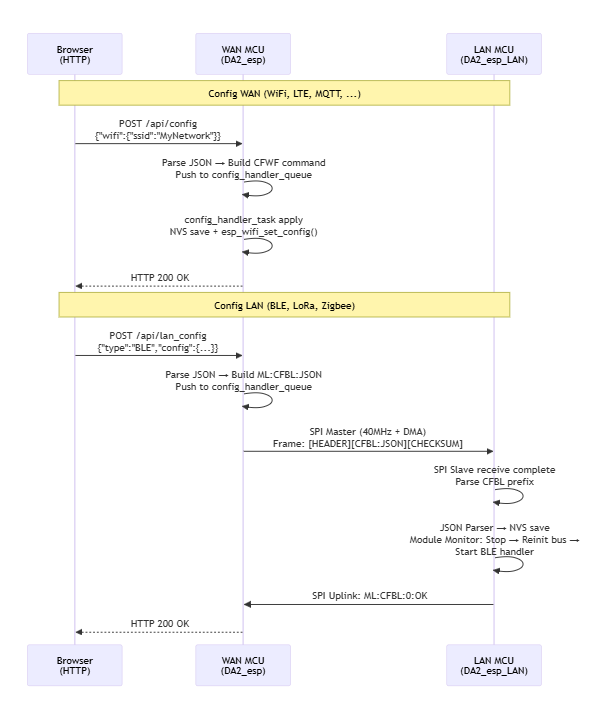 Browser
(HTTP)
WAN MCU
(DA2_esp)
LAN MCU
(DA2_esp_LAN)
Config WAN (WiFi, LTE, MQTT, ...)
POST /api/config
{"wifi":{"ssid":"MyNetwork"}}
Parse JSON → Build CFWF command
Push to config_handler_queue
config_handler_task apply
NVS save + esp_wifi_set_config()
HTTP 200 OK
Config LAN (BLE, LoRa, Zigbee)
POST /api/lan_config
{"type":"BLE","config":{...}}
Parse JSON → Build ML:CFBL:JSON
Push to config_handler_queue
SPI Master (40MHz + DMA)
Frame: [HEADER][CFBL:JSON][CHECKSUM]
SPI Slave receive complete
Parse CFBL prefix
JSON Parser → NVS save
Module Monitor: Stop → Reinit bus →
Start BLE handler
SPI Uplink: ML:CFBL:0:OK
HTTP 200 OK
Browser
(HTTP)
WAN MCU
(DA2_esp)
LAN MCU
(DA2_esp_LAN)